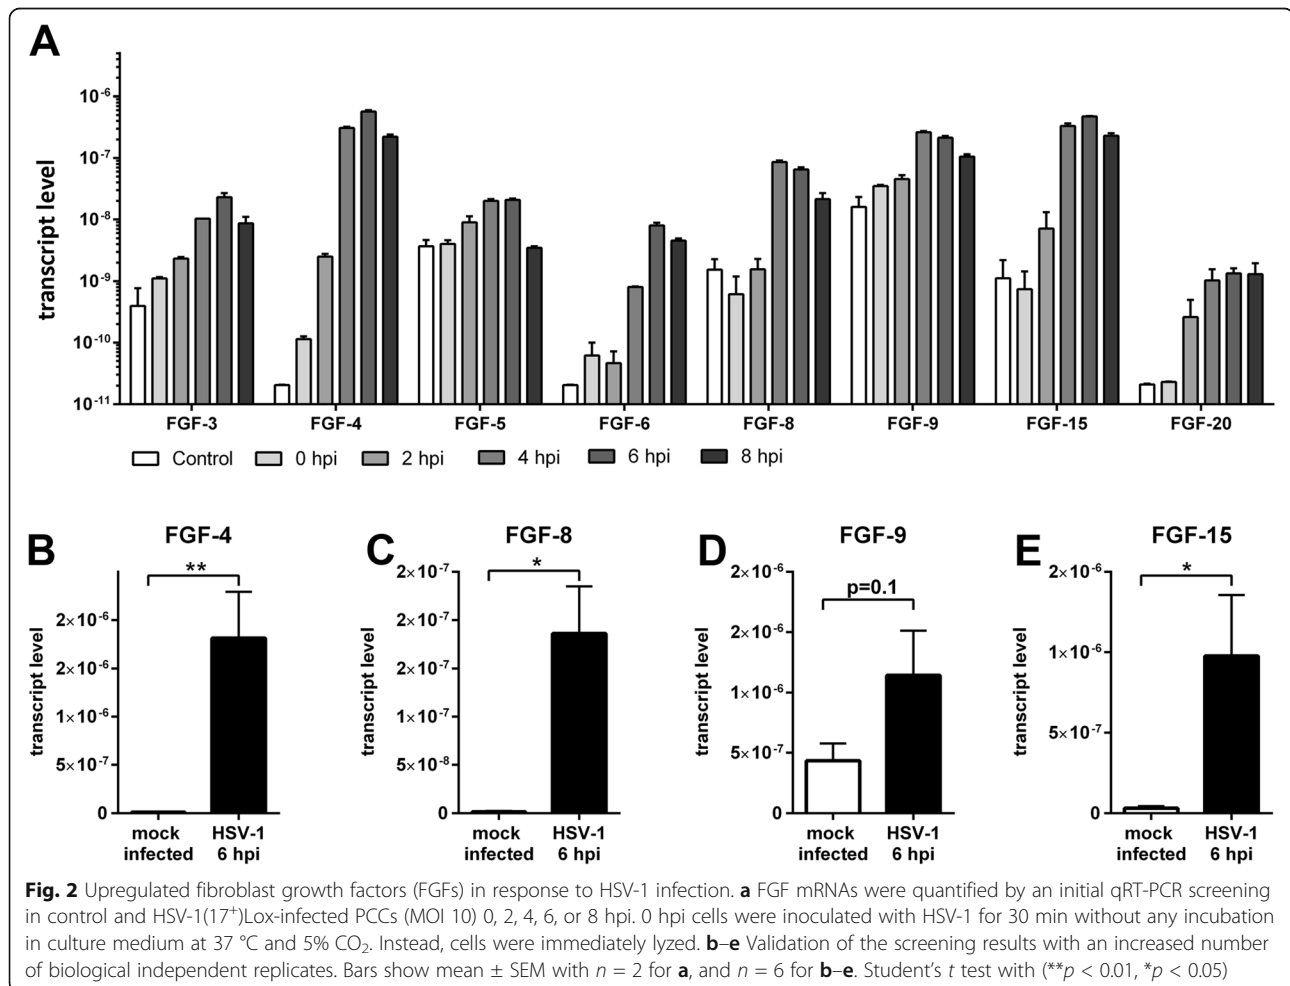 A
transcript level
10-6
10-7
10-8
10-9
10-10
10-11
FGF-3 FGF-4 FGF-5 FGF-6 FGF-8 FGF-9 FGF-15 FGF-20
Control 0 hpi 2 hpi 4 hpi 6 hpi 8 hpi
B
FGF-4
**
transcript level
2×10-6
2×10-6
1×10-6
5×10-7
0
mock infected
HSV-1 6 hpi
C
FGF-8
*
transcript level
2×10-7
2×10-7
2×10-7
1×10-7
5×10-8
0
mock infected
HSV-1 6 hpi
D
FGF-9
p=0.1
transcript level
2×10-6
2×10-6
1×10-6
5×10-7
0
mock infected
HSV-1 6 hpi
E
FGF-15
*
transcript level
2×10-6
1×10-6
5×10-7
0
mock infected
HSV-1 6 hpi
Fig. 2 Upregulated fibroblast growth factors (FGFs) in response to HSV-1 infection. a FGF mRNAs were quantified by an initial qRT-PCR screening
in control and HSV-1(17+)Lox-infected PCCs (MOI 10) 0, 2, 4, 6, or 8 hpi. 0 hpi cells were inoculated with HSV-1 for 30 min without any incubation
in culture medium at 37 °C and 5% CO2. Instead, cells were immediately lyzed. b–e Validation of the screening results with an increased number
of biological independent replicates. Bars show mean ± SEM with n = 2 for a, and n = 6 for b–e. Student's t test with (**p < 0.01, *p < 0.05)